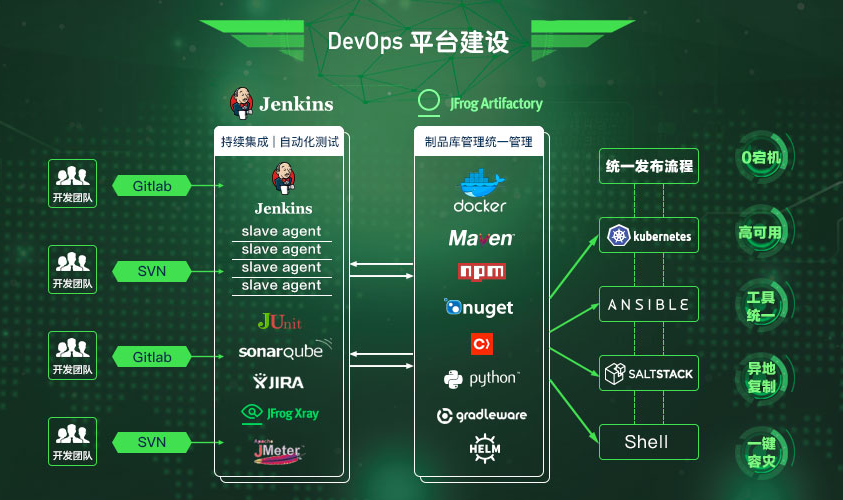 DevOps 平台建设
Jenkins
JFrog Artifactory
持续集成 | 自动化测试
制品库管理统一管理
开发团队
Gitlab
开发团队
SVN
开发团队
Gitlab
开发团队
SVN
Jenkins
slave agent
slave agent
slave agent
slave agent
JUnit
sonarqube
JIRA
JFrog Xray
Apache
JMeter
docker
Maven
npm
nuget
python
gradleware
HELM
统一发布流程
kubernetes
ANSIBLE
SALTSTACK
Shell
0宕机
高可用
工具
统一
异地
复制
一键
容灾